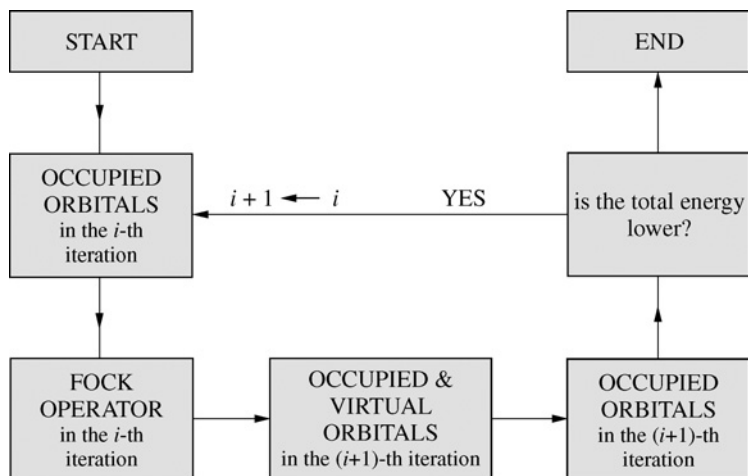 START
END
OCCUPIED
ORBITALS
in the i-th
iteration
i + 1 ← i
YES
is the total energy
lower?
FOCK
OPERATOR
in the i-th
iteration
OCCUPIED &
VIRTUAL
ORBITALS
in the (i+1)-th iteration
OCCUPIED
ORBITALS
in the (i+1)-th
iteration